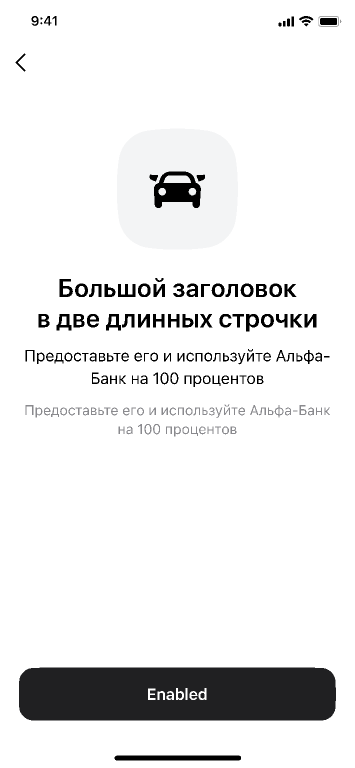 9:41
Большой заголовок
в две длинных строчки
Предоставьте его и используйте Альфа-
Банк на 100 процентов
Предоставьте его и используйте Альфа-Банк
на 100 процентов
Enabled